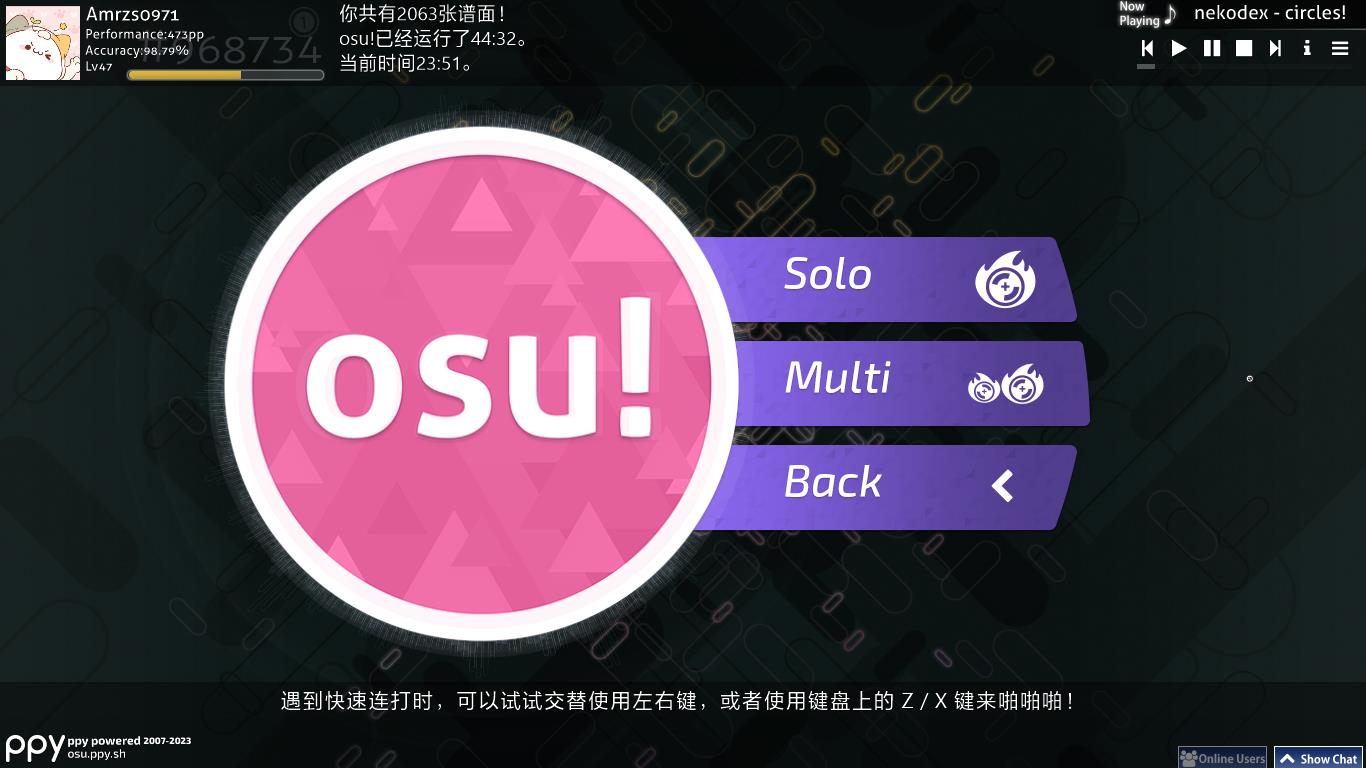 Amrzs0971
Performance:473pp
Accuracy:98.79%
Lv47
#968734
1
你共有2063张谱面！
osu!已经运行了44:32。
当前时间23:51。
Now Playing
nekodex - circles!
osu!
Solo
Multi
Back
遇到快速连打时，可以试试交替使用左右键，或者使用键盘上的 Z / X 键来啪啪啪！
ppy
ppy powered 2007-2023
osu.ppy.sh
Online Users
Show Chat